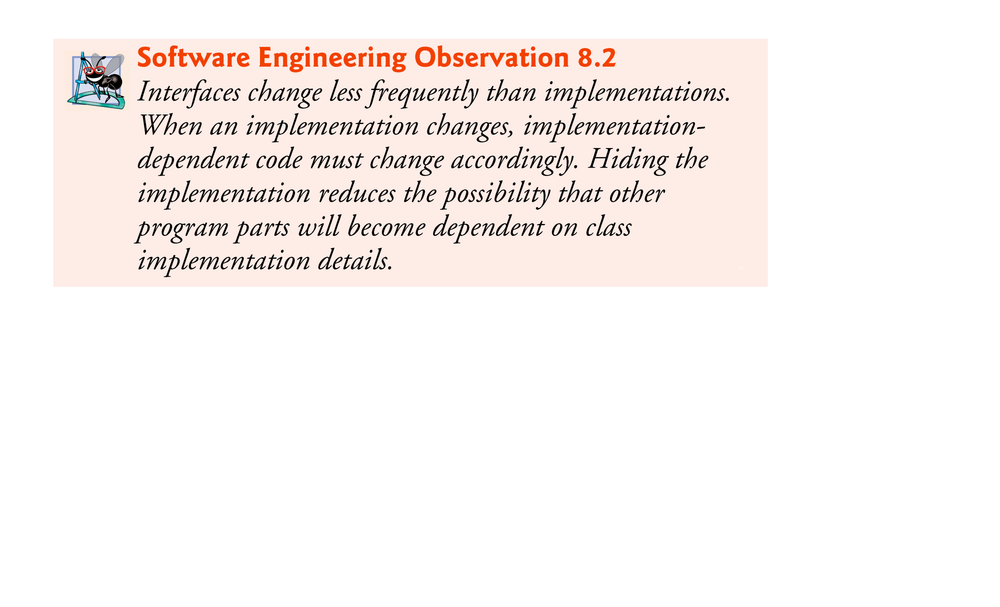 Software Engineering Observation 8.2
Interfaces change less frequently than implementations.
When an implementation changes, implementation-
dependent code must change accordingly. Hiding the
implementation reduces the possibility that other
program parts will become dependent on class
implementation details.